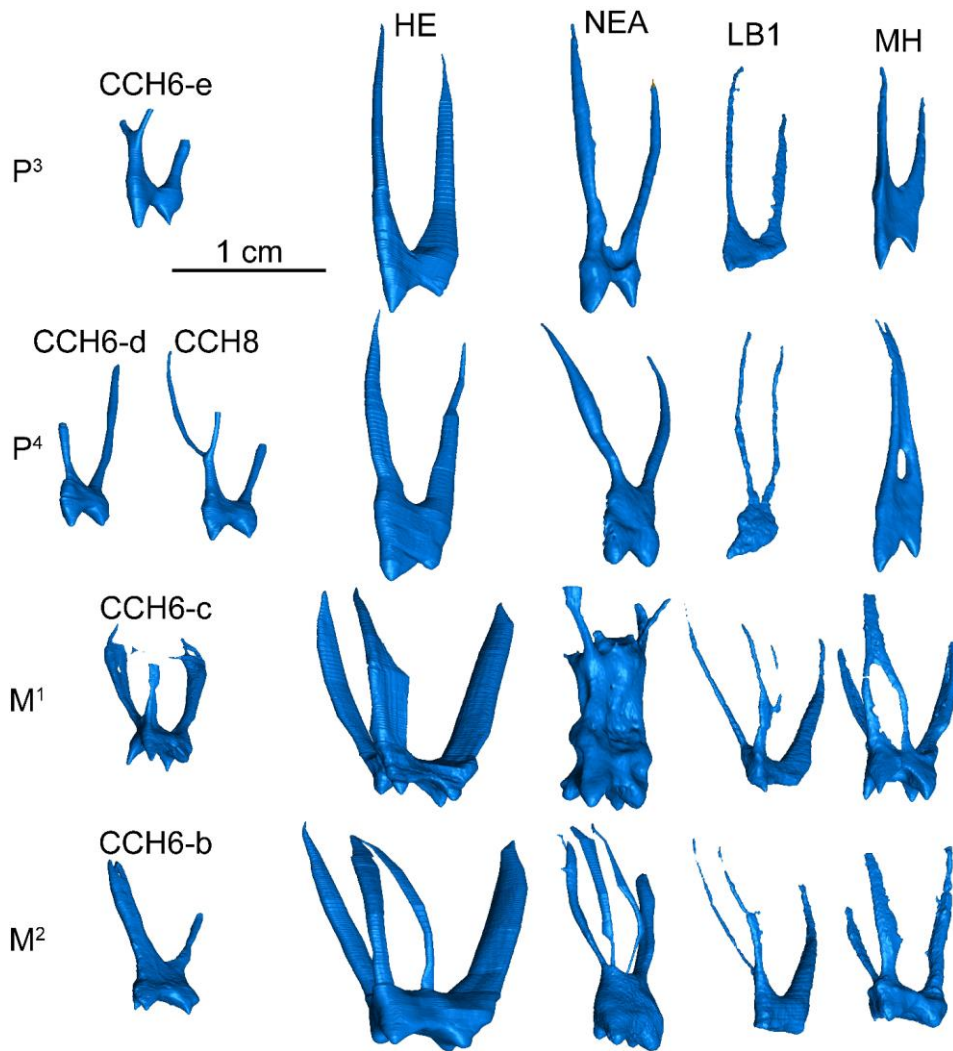 HE NEA LB1 MH
CCH6-e
P³
1 cm
CCH6-d CCH8
P⁴
CCH6-c
M¹
CCH6-b
M²